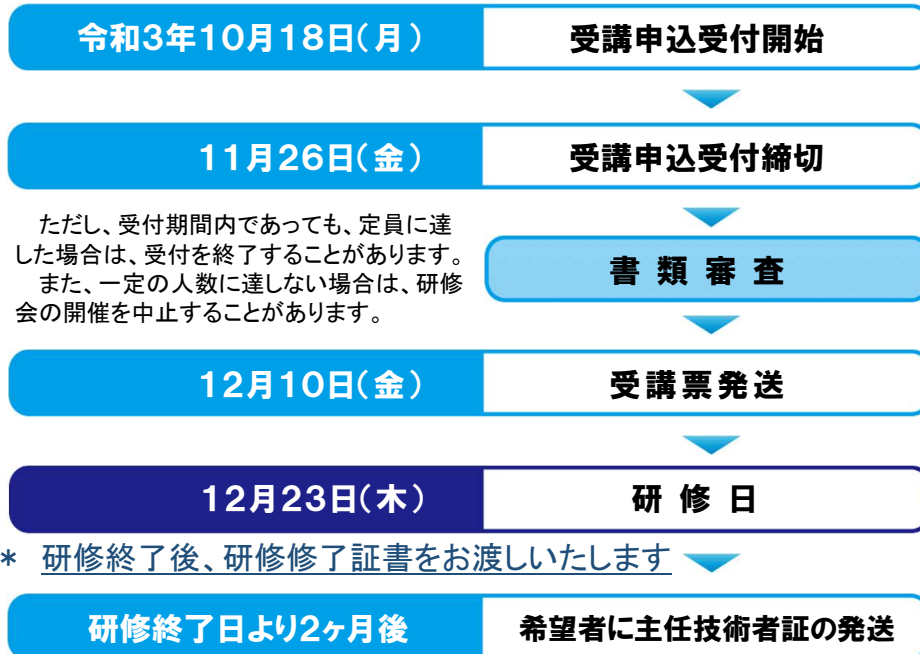 令和3年10月18日(月)
受講申込受付開始
11月26日(金)
受講申込受付締切
ただし、受付期間内であっても、定員に達
した場合は、受付を終了することがあります。
また、一定の人数に達しない場合は、研修
会の開催を中止することがあります。
書類審査
12月10日(金)
受講票発送
12月23日(木)
研修日
* 研修終了後、研修修了証書をお渡しいたします
研修終了日より2ヶ月後
希望者に主任技術者証の発送